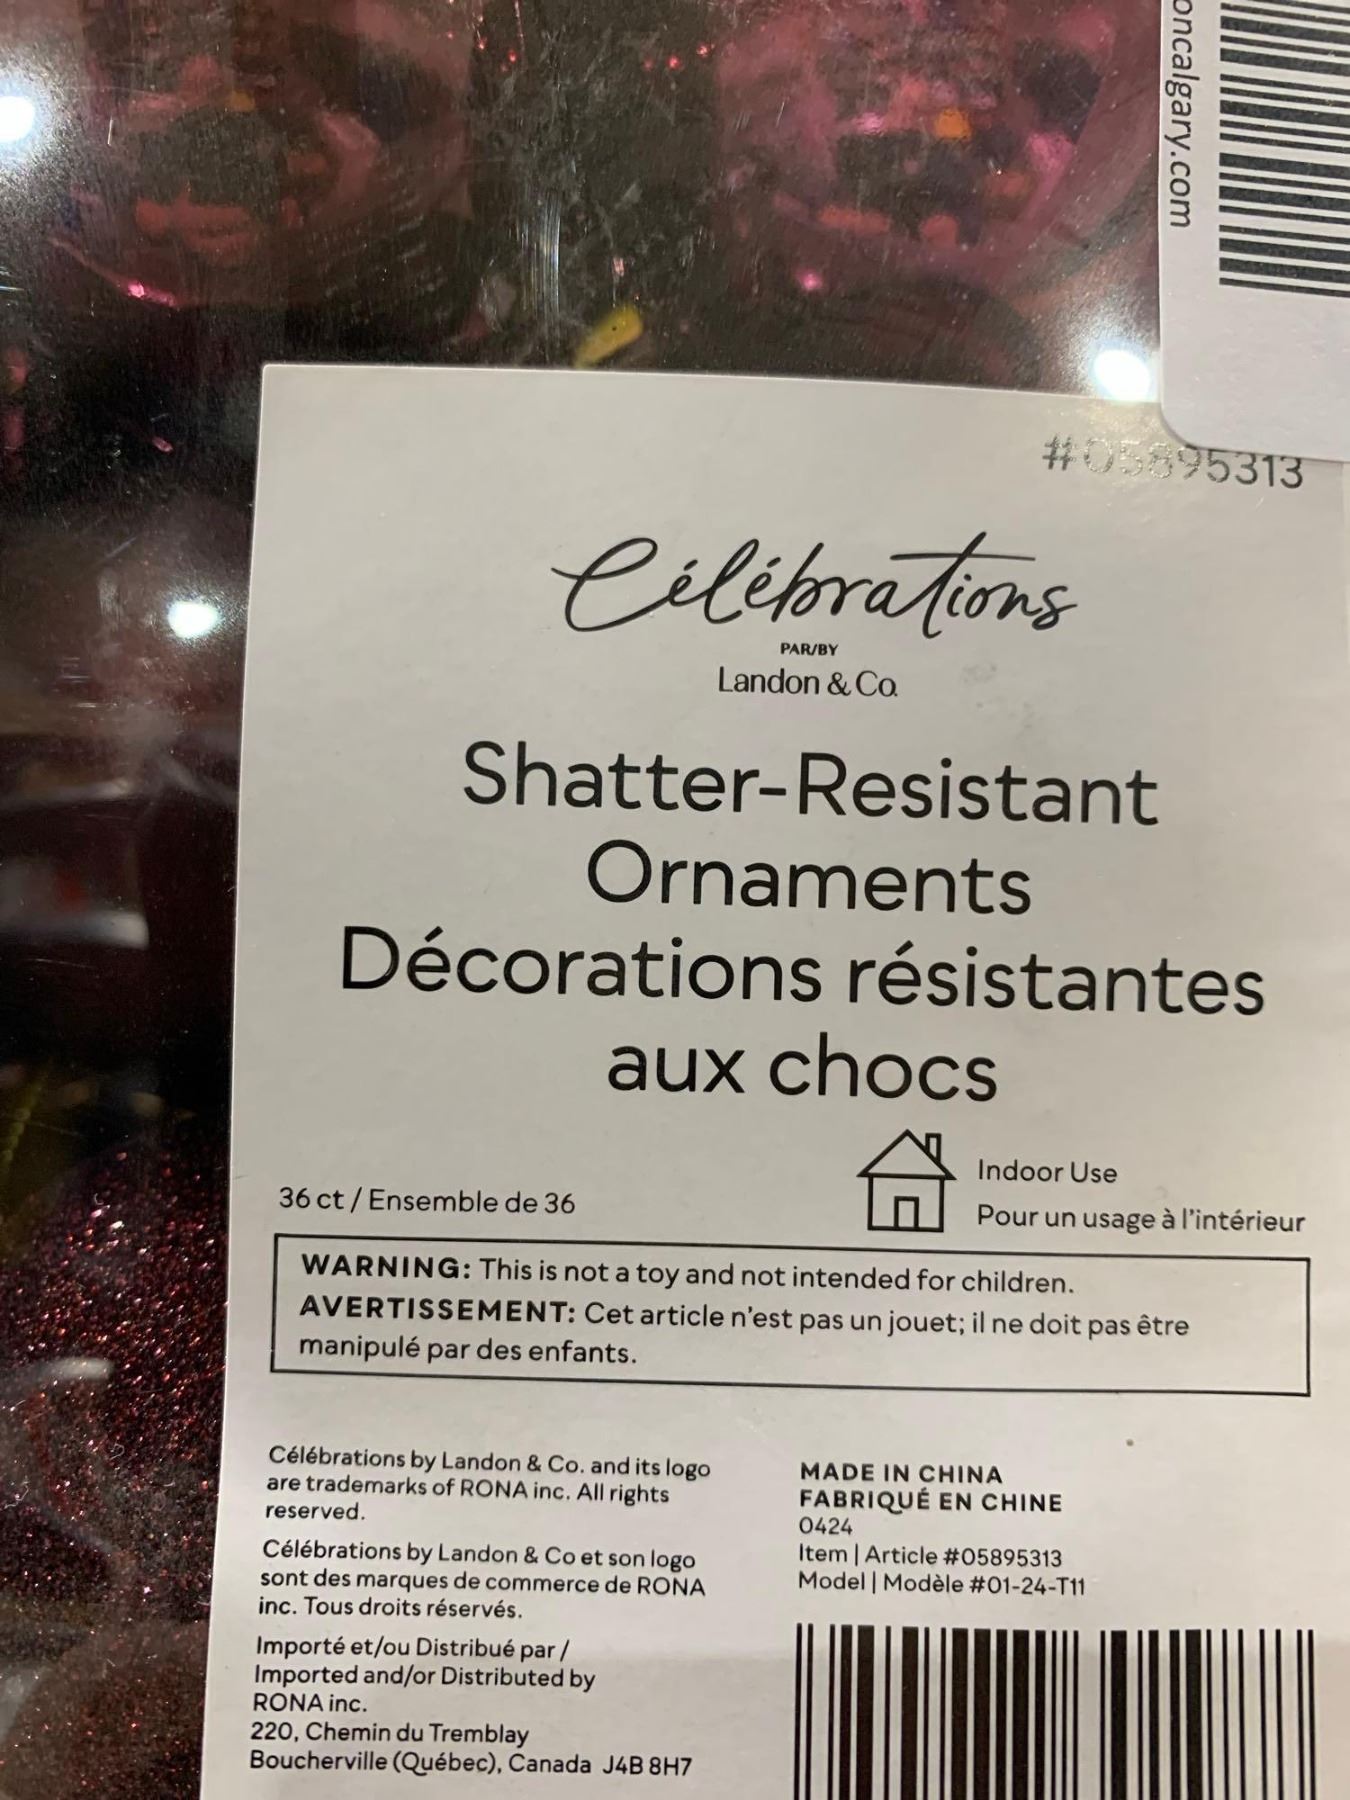 oncalgary.com
#05895313
Célébrations
PAR/BY
Landon & Co.
Shatter-Resistant
Ornaments
Décorations résistantes
aux chocs
36 ct / Ensemble de 36
Indoor Use
Pour un usage à l'intérieur
WARNING: This is not a toy and not intended for children.
AVERTISSEMENT: Cet article n'est pas un jouet; il ne doit pas être
manipulé par des enfants.
Célébrations by Landon & Co. and its logo
are trademarks of RONA inc. All rights
reserved.
Célébrations by Landon & Co et son logo
sont des marques de commerce de RONA
inc. Tous droits réservés.
Importé et/ou Distribué par /
Imported and/or Distributed by
RONA inc.
220, Chemin du Tremblay
Boucherville (Québec), Canada J4B 8H7
MADE IN CHINA
FABRIQUÉ EN CHINE
0424
Item | Article #05895313
Model | Modèle #01-24-T11